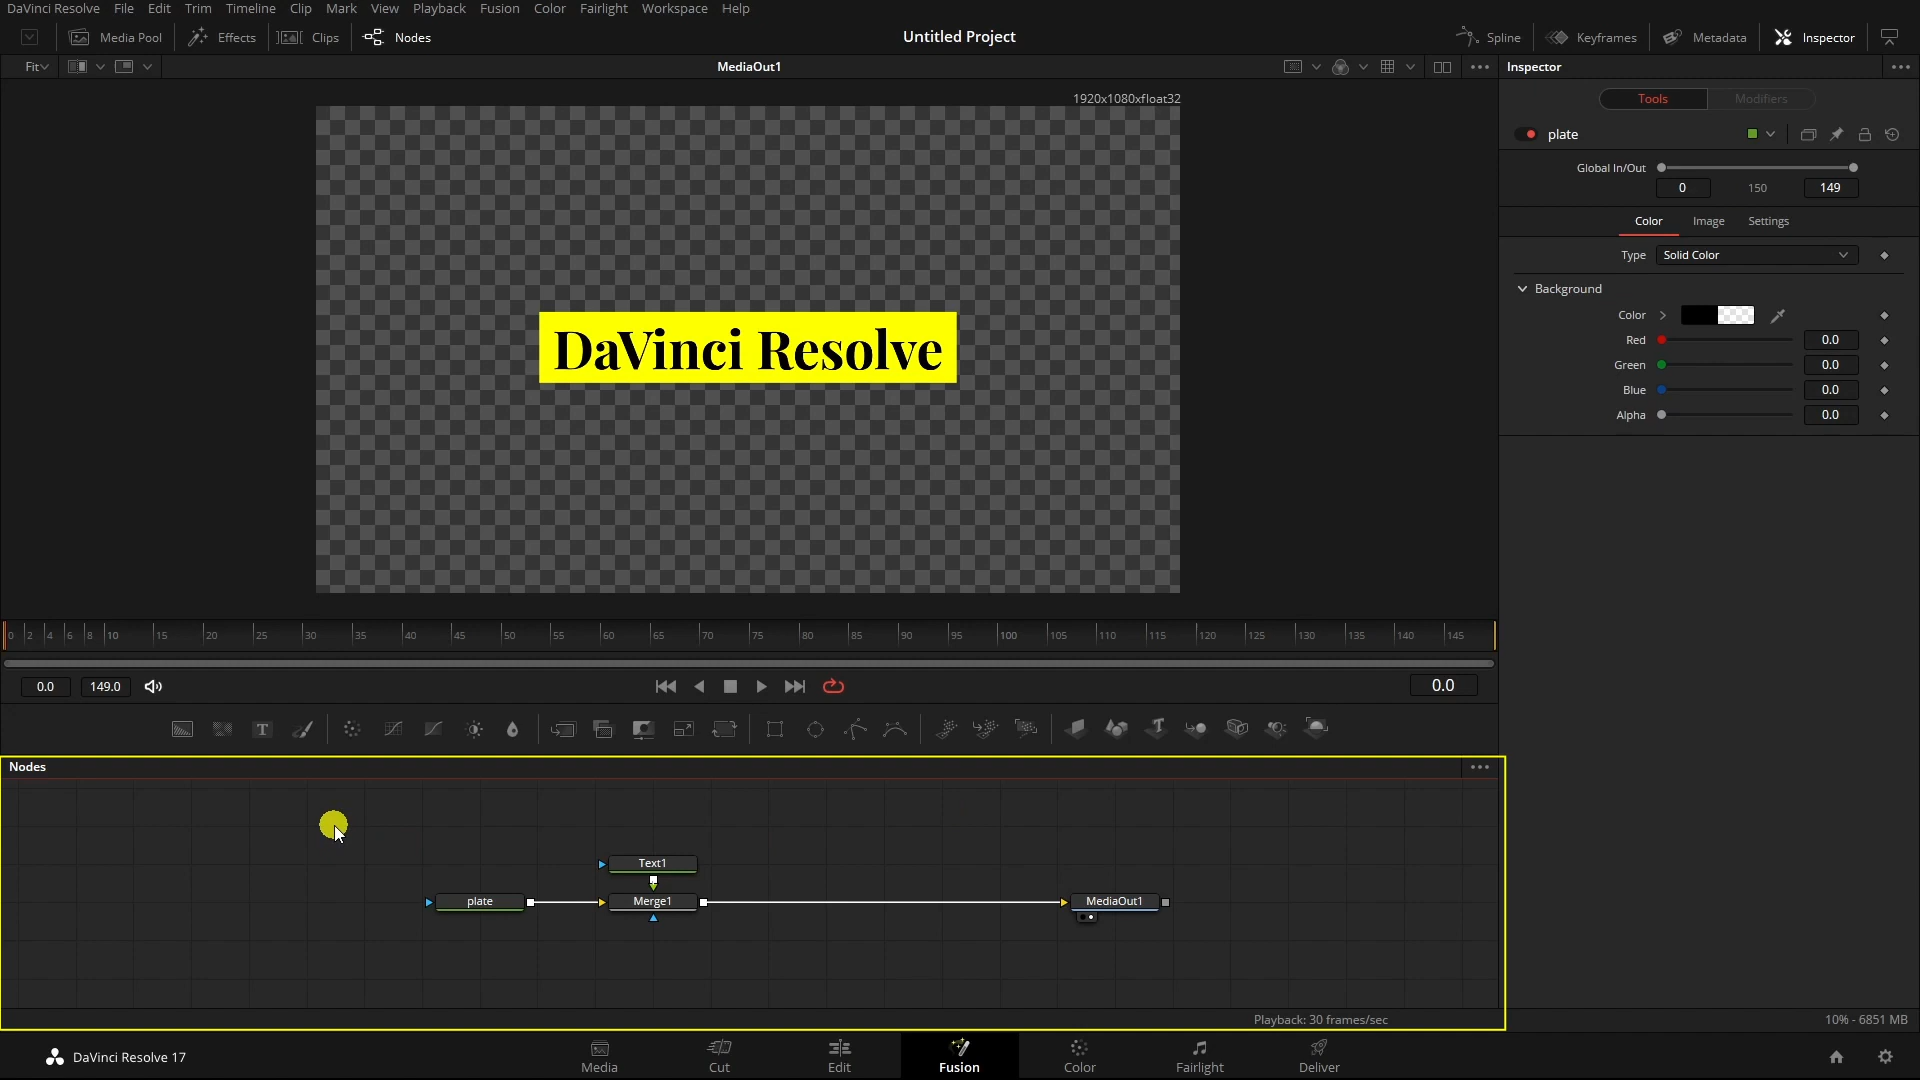 DaVinci Resolve File Edit Trim Timeline Clip Mark View Playback Fusion Color Fairlight Workspace Help
Media Pool Effects Clips Nodes Untitled Project Spline Keyframes Metadata Inspector
Fit MediaOut1 Inspector
1920x1080xfloat32
Tools Modifiers
plate
Global In/Out
0 150 149
Color Image Settings
Type Solid Color
Background
Color
Red 0.0
Green 0.0
Blue 0.0
Alpha 0.0
DaVinci Resolve
0 2 4 6 8 10 15 20 25 30 35 40 45 50 55 60 65 70 75 80 85 90 95 100 105 110 115 120 125 130 135 140 145
0.0 149.0 0.0
T
Nodes
Text1
plate Merge1 MediaOut1
Playback: 30 frames/sec 10% - 6851 MB
DaVinci Resolve 17 Media Cut Edit Fusion Color Fairlight Deliver